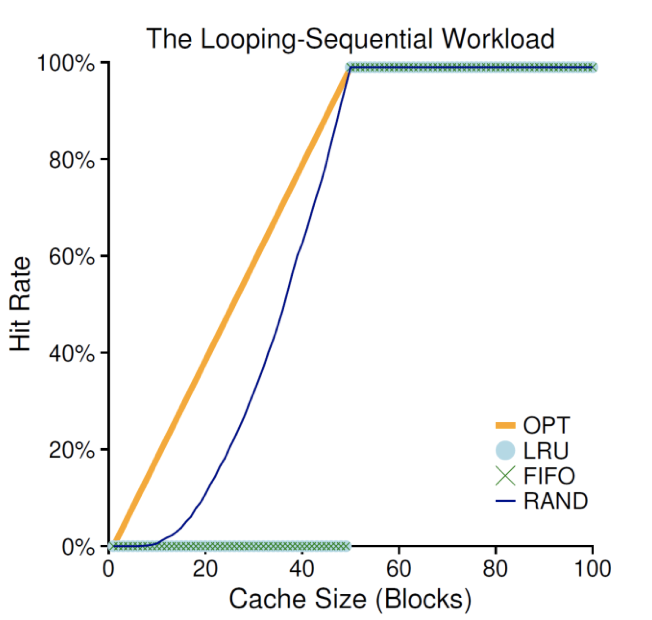 The Looping-Sequential Workload
100%
80%
60%
40%
20%
0%
Hit Rate
OPT
LRU
FIFO
RAND
0 20 40 60 80 100
Cache Size (Blocks)